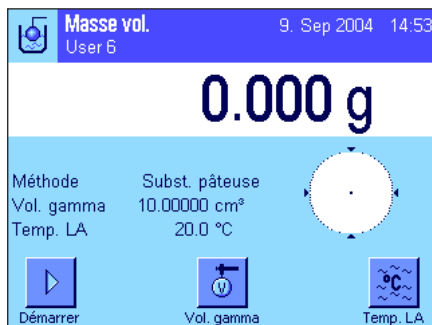 Masse vol. 9. Sep 2004 14:53
User 6
0.000 g
Méthode Subst. pâteuse
Vol. gamma 10.00000 cm³
Temp. LA 20.0 °C
V °C
Démarrer Vol. gamma Temp. LA